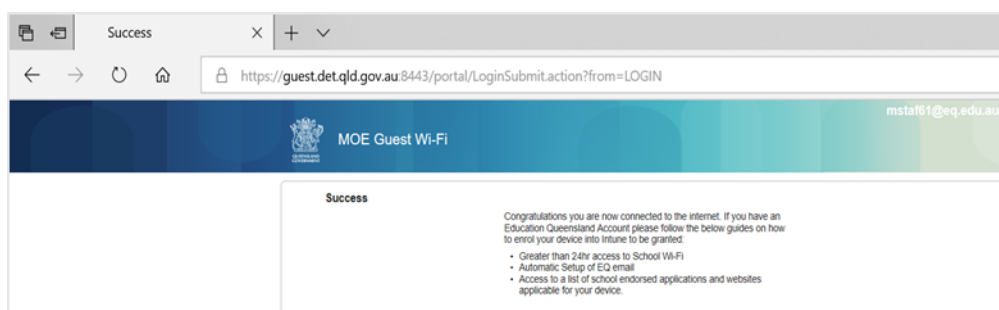 Success
https://guest.det.qld.gov.au:8443/portal/LoginSubmit.action?from=LOGIN
mstaf61@eq.edu.au
MOE Guest Wi-Fi
Success
Congratulations you are now connected to the internet. If you have an
Education Queensland Account please follow the below guides on how
to enrol your device into Intune to be granted:
• Greater than 24hr access to School Wi-Fi
• Automatic Setup of EQ email
• Access to a list of school endorsed applications and websites
applicable for your device.